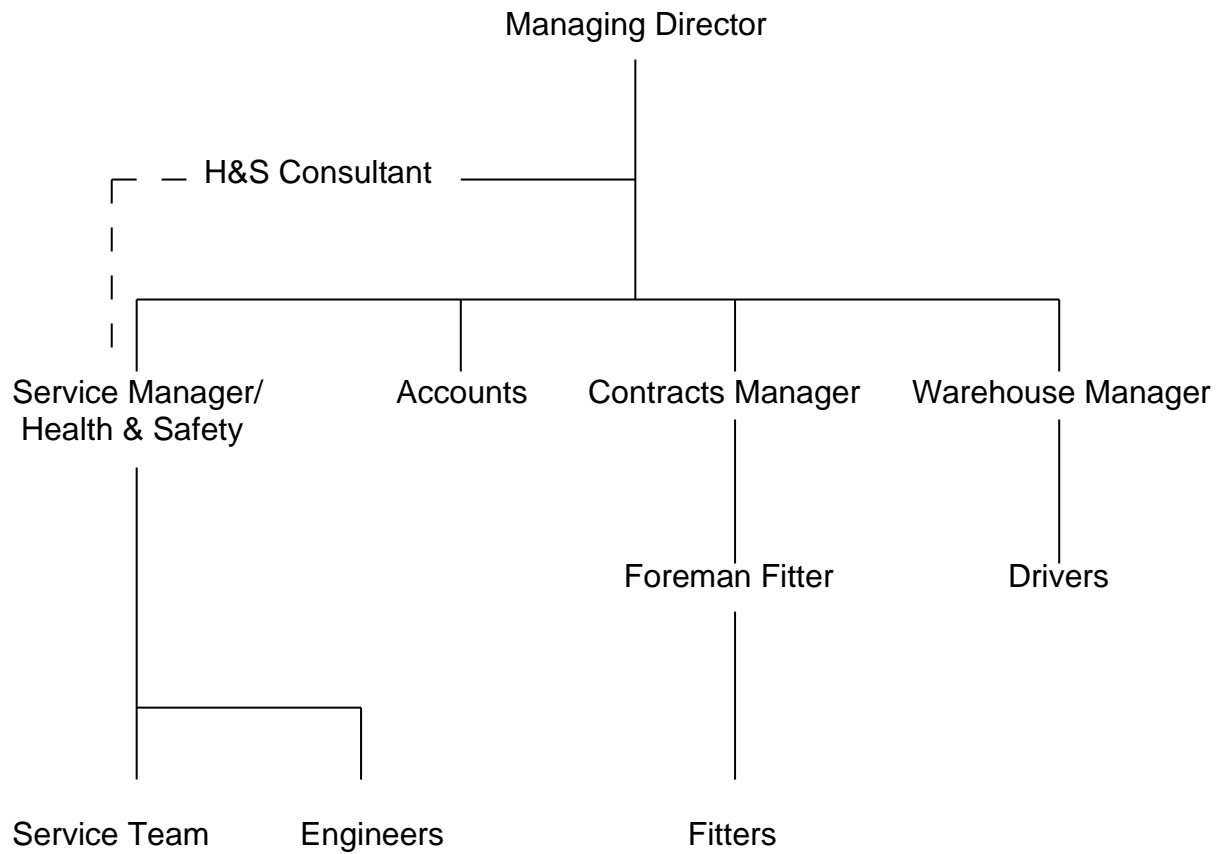 Managing Director
H&S Consultant
Service Manager/
Health & Safety
Accounts
Contracts Manager
Warehouse Manager
Foreman Fitter
Drivers
Service Team
Engineers
Fitters